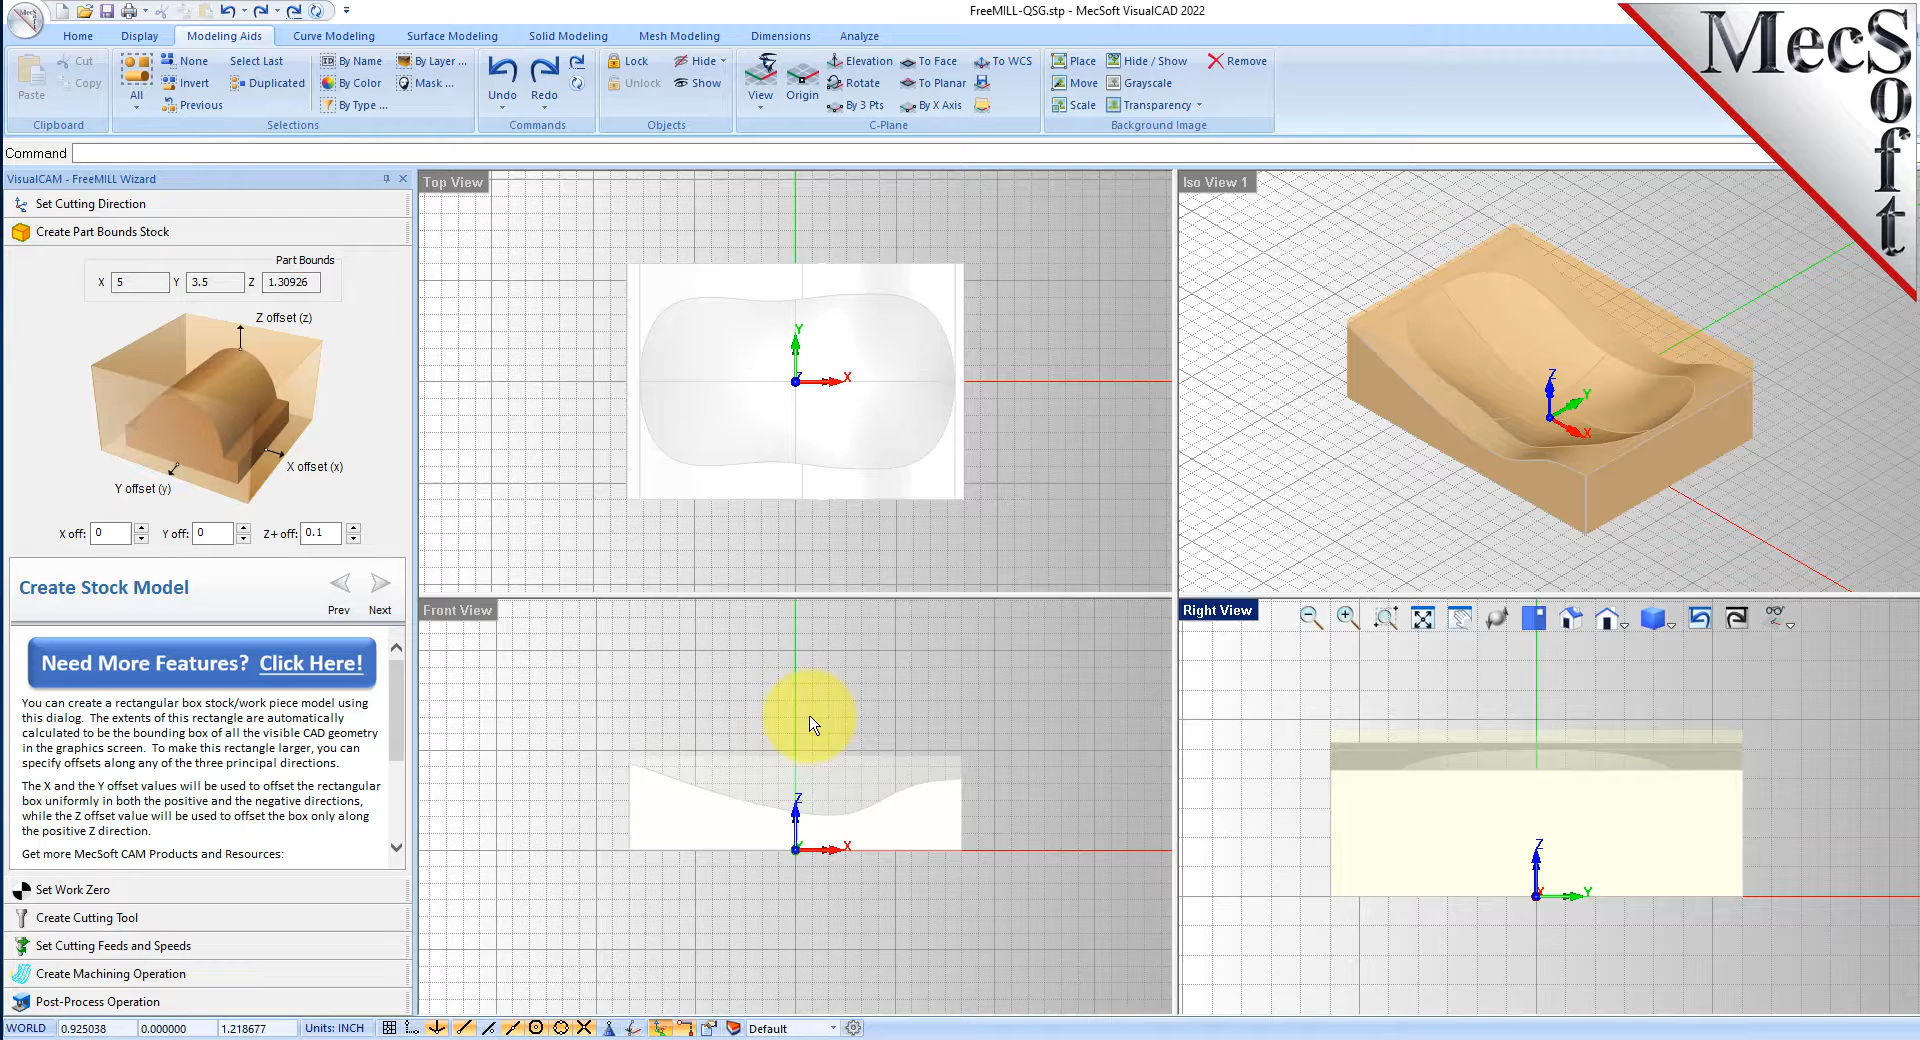 FreeMILL-QSG.stp - MecSoft VisualCAD 2022
Home Display Modeling Aids Curve Modeling Surface Modeling Solid Modeling Mesh Modeling Dimensions Analyze
Paste Cut Copy
Clipboard
All None Invert Previous Select Last Duplicated By Name By Color By Type ... By Layer ... Mask ...
Selections
Undo Redo
Commands
Lock Unlock Hide Show
Objects
View Origin Elevation Rotate By 3 Pts To Face To Planar By X Axis To WCS
C-Plane
Place Move Scale Hide / Show Grayscale Transparency Remove
Background Image
MecSoft
Command
VisualCAM - FreeMILL Wizard
Set Cutting Direction
Create Part Bounds Stock
Part Bounds
X 5 Y 3.5 Z 1.30926
Z offset (z)
X offset (x)
Y offset (y)
X off: 0 Y off: 0 Z+ off: 0.1
Create Stock Model
Prev Next
Need More Features? Click Here!
You can create a rectangular box stock/work piece model using
this dialog. The extents of this rectangle are automatically
calculated to be the bounding box of all the visible CAD geometry
in the graphics screen. To make this rectangle larger, you can
specify offsets along any of the three principal directions.
The X and the Y offset values will be used to offset the rectangular
box uniformly in both the positive and the negative directions,
while the Z offset value will be used to offset the box only along
the positive Z direction.
Get more MecSoft CAM Products and Resources:
Set Work Zero
Create Cutting Tool
Set Cutting Feeds and Speeds
Create Machining Operation
Post-Process Operation
Top View
Y
Z X
Iso View 1
Z
Y
X
Front View
Z
Y X
Right View
Z
X Y
WORLD 0.925038 0.000000 1.218677 Units: INCH Default